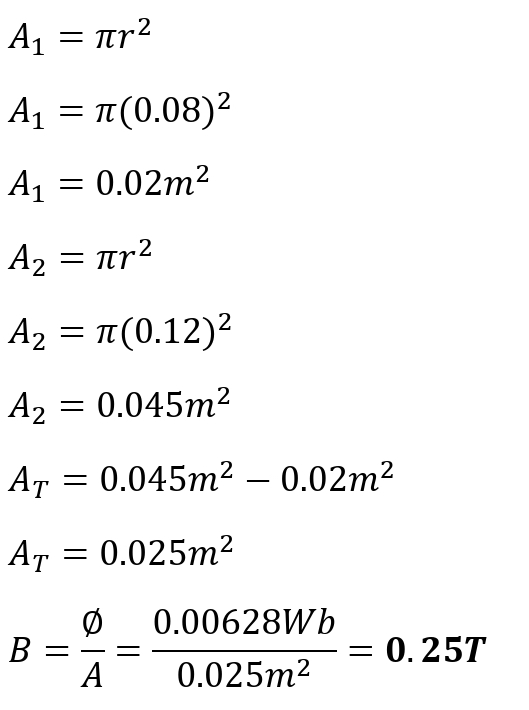 A₁ = πr²
A₁ = π(0.08)²
A₁ = 0.02m²
A₂ = πr²
A₂ = π(0.12)²
A₂ = 0.045m²
A_T = 0.045m² − 0.02m²
A_T = 0.025m²
B = ∅/A = 0.00628Wb/0.025m² = 0.25T